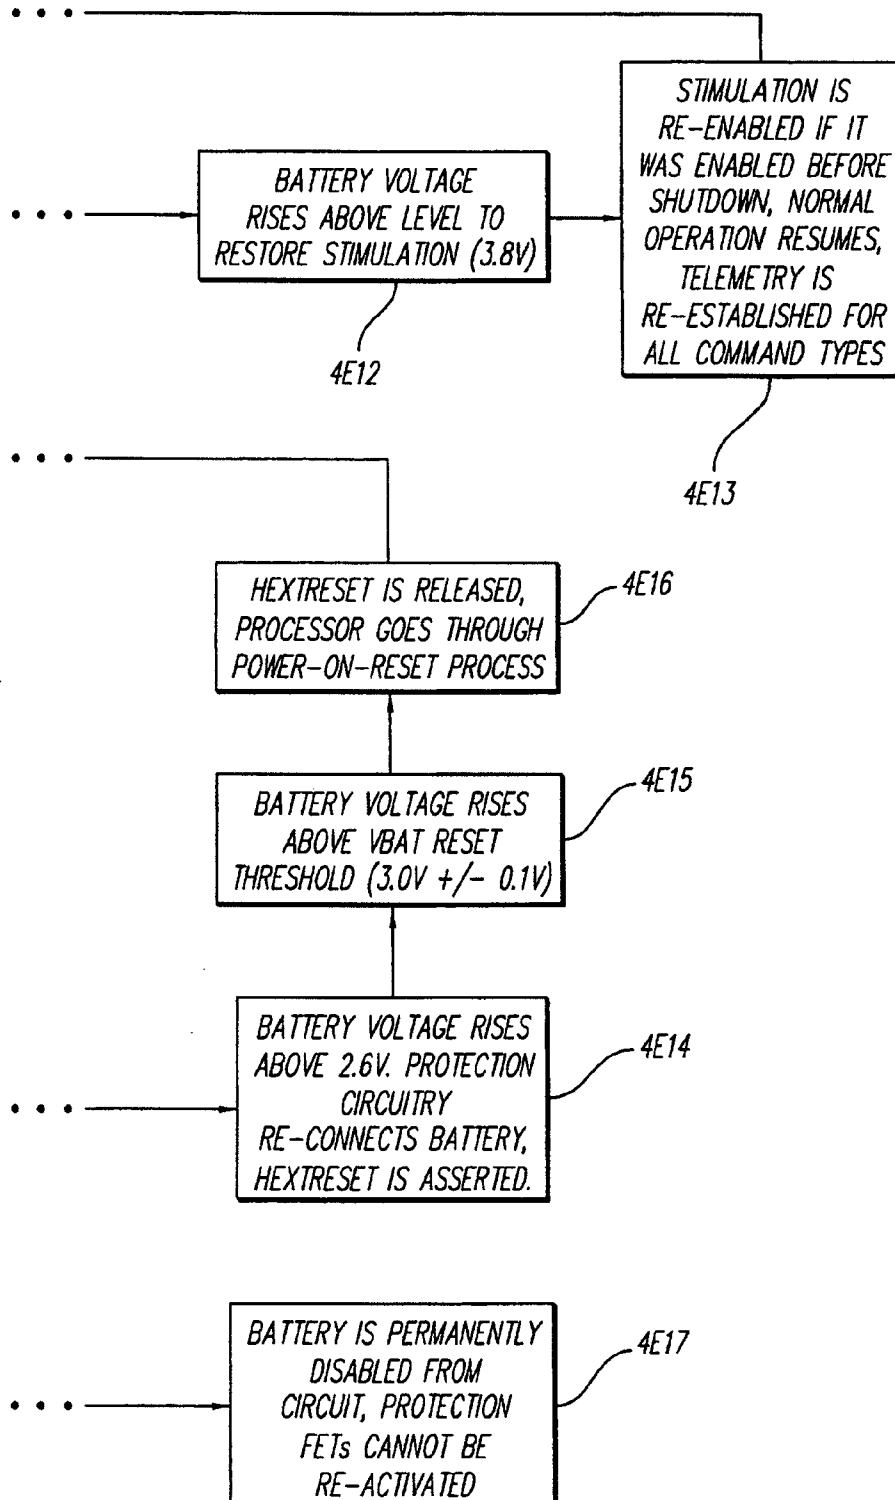 STIMULATION IS
RE-ENABLED IF IT
WAS ENABLED BEFORE
SHUTDOWN, NORMAL
OPERATION RESUMES,
TELEMETRY IS
RE-ESTABLISHED FOR
ALL COMMAND TYPES
BATTERY VOLTAGE
RISES ABOVE LEVEL TO
RESTORE STIMULATION (3.8V)
4E12
4E13
HEXTRESET IS RELEASED,
PROCESSOR GOES THROUGH
POWER-ON-RESET PROCESS
4E16
BATTERY VOLTAGE RISES
ABOVE VBAT RESET
THRESHOLD (3.0V +/- 0.1V)
4E15
BATTERY VOLTAGE RISES
ABOVE 2.6V. PROTECTION
CIRCUITRY
RE-CONNECTS BATTERY,
HEXTRESET IS ASSERTED.
4E14
BATTERY IS PERMANENTLY
DISABLED FROM
CIRCUIT, PROTECTION
FETs CANNOT BE
RE-ACTIVATED
4E17